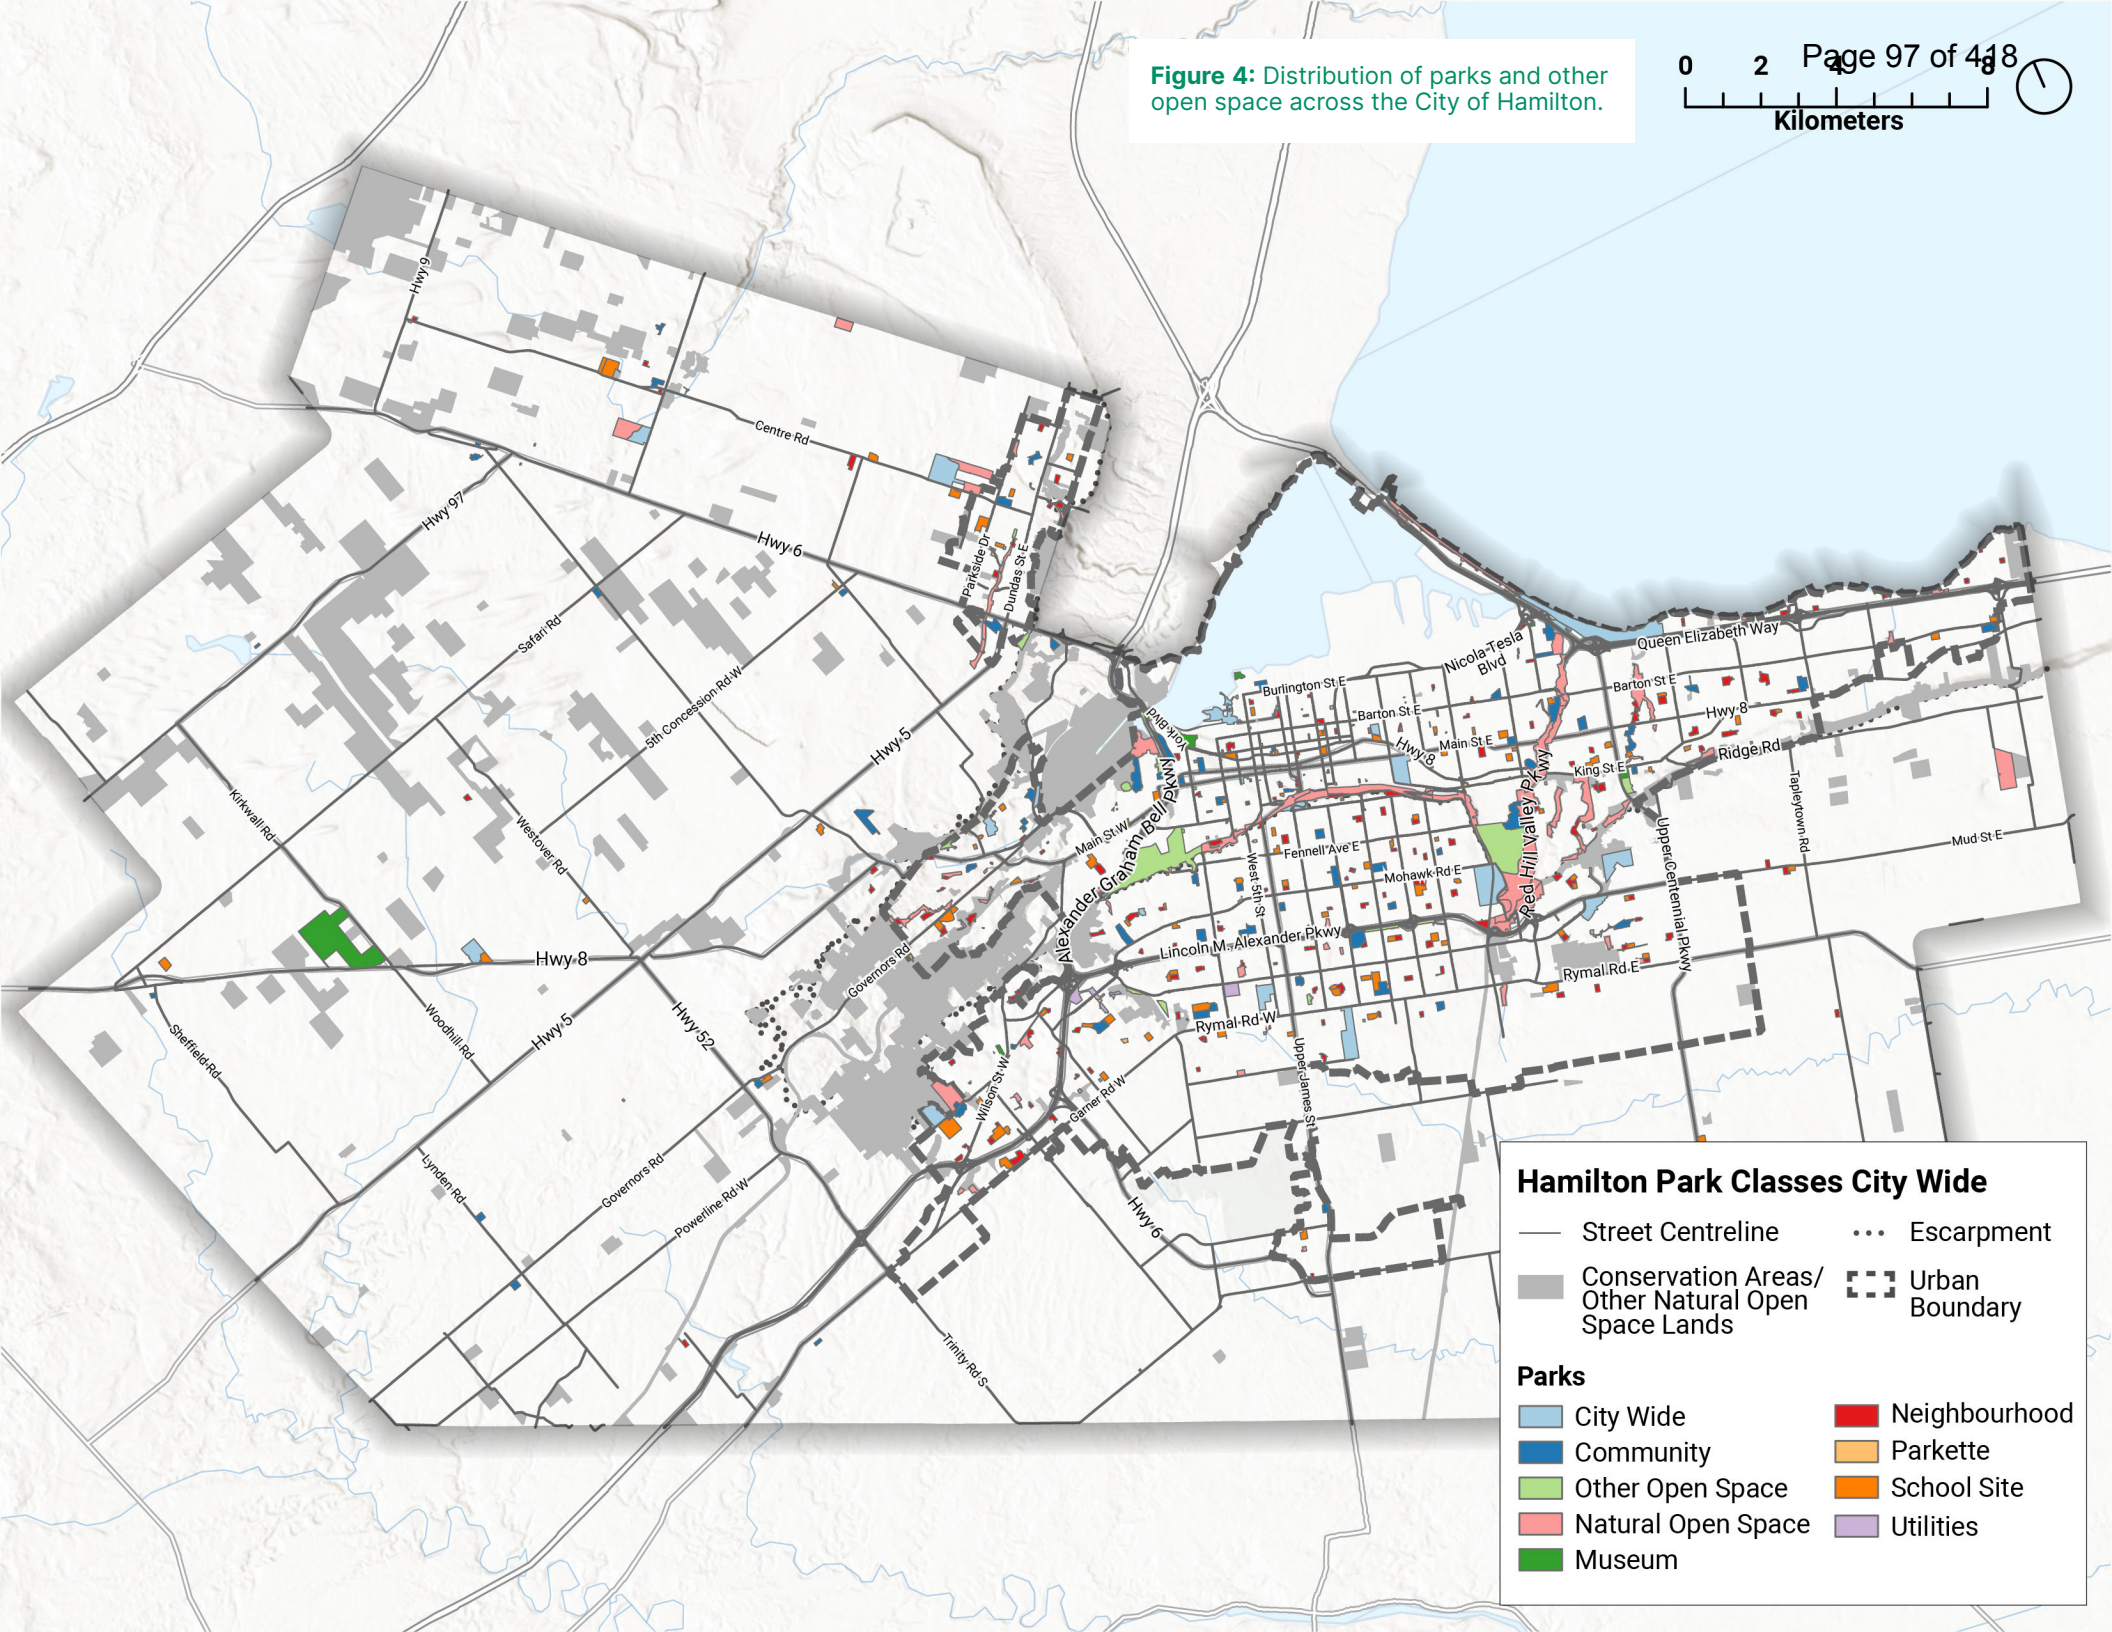 Figure 4: Distribution of parks and other
open space across the City of Hamilton.
Page 97 of 418
0 2 4 8
Kilometers
Hwy 9
Centre Rd
Hwy 97
Hwy 6
Parkside Dr
Dundas St E
Safari Rd
5th Concession Rd W
Hwy 5
Nicola Tesla
Blvd
Queen Elizabeth Way
Burlington St E
Barton St E
Barton St E
York Blvd
Hwy 8
Main St E
Hwy 8
Ridge Rd
King St E
Kirkwall Rd
Westover Rd
Main St W
Alexander Graham Bell Pkwy
Red Hill Valley Pkwy
Fennell Ave E
Mohawk Rd E
West 5th St
Upper Centennial Pkwy
Tapleytown Rd
Mud St E
Lincoln M. Alexander Pkwy
Hwy 8
Governors Rd
Rymal Rd E
Rymal Rd W
Sheffield Rd
Woodhill Rd
Hwy 5
Hwy 52
Upper James St
Wilson St W
Garner Rd W
Lynden Rd
Governors Rd
Powerline Rd W
Hwy 6
Trinity Rd S
Hamilton Park Classes City Wide
Street Centreline
Escarpment
Conservation Areas/
Other Natural Open
Space Lands
Urban
Boundary
Parks
City Wide
Community
Other Open Space
Natural Open Space
Museum
Neighbourhood
Parkette
School Site
Utilities